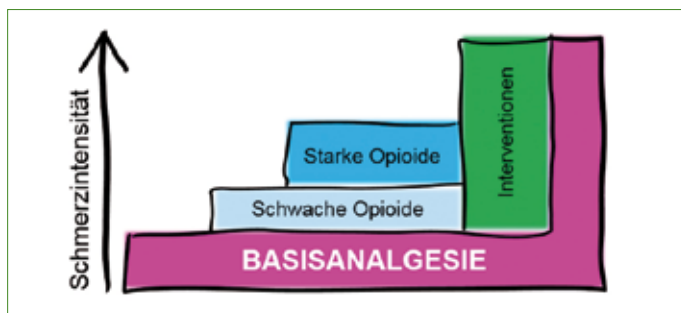 Schmerzintensität
Starke Opioide
Schwache Opioide
Interventionen
BASISANALGESIE